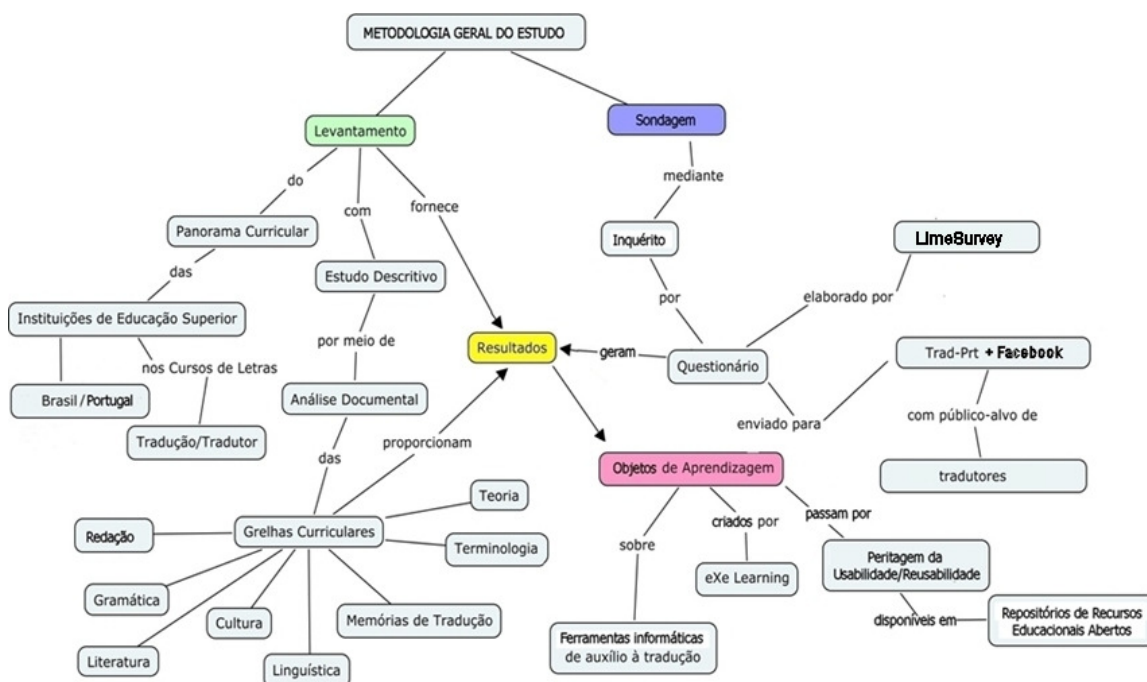 METODOLOGIA GERAL DO ESTUDO
Levantamento
Sondagem
do
com
fornece
mediante
Panorama Curricular
Inquérito
LimeSurvey
das
Estudo Descritivo
por
elaborado por
Instituições de Educação Superior
por meio de
Resultados
geram
Questionário
Trad-Prt + Facebook
nos Cursos de Letras
Brasil / Portugal
Análise Documental
enviado para
com público-alvo de
Tradução/Tradutor
das
proporcionam
Objetos de Aprendizagem
tradutores
Teoria
Redação
Grelhas Curriculares
Terminologia
sobre
criados por
passam por
Gramática
Cultura
Memórias de Tradução
eXe Learning
Peritagem da
Usabilidade/Reusabilidade
Literatura
Linguística
Ferramentas informáticas
de auxílio à tradução
disponíveis em
Repositórios de Recursos
Educacionais Abertos